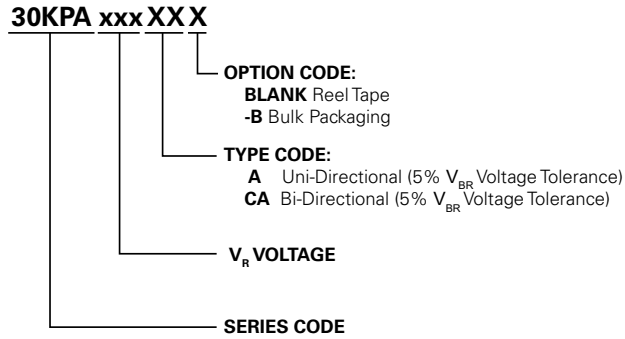 30KPA xxx XX X
OPTION CODE:
BLANK Reel Tape
-B Bulk Packaging
TYPE CODE:
A Uni-Directional (5% VBR Voltage Tolerance)
CA Bi-Directional (5% VBR Voltage Tolerance)
VR VOLTAGE
SERIES CODE